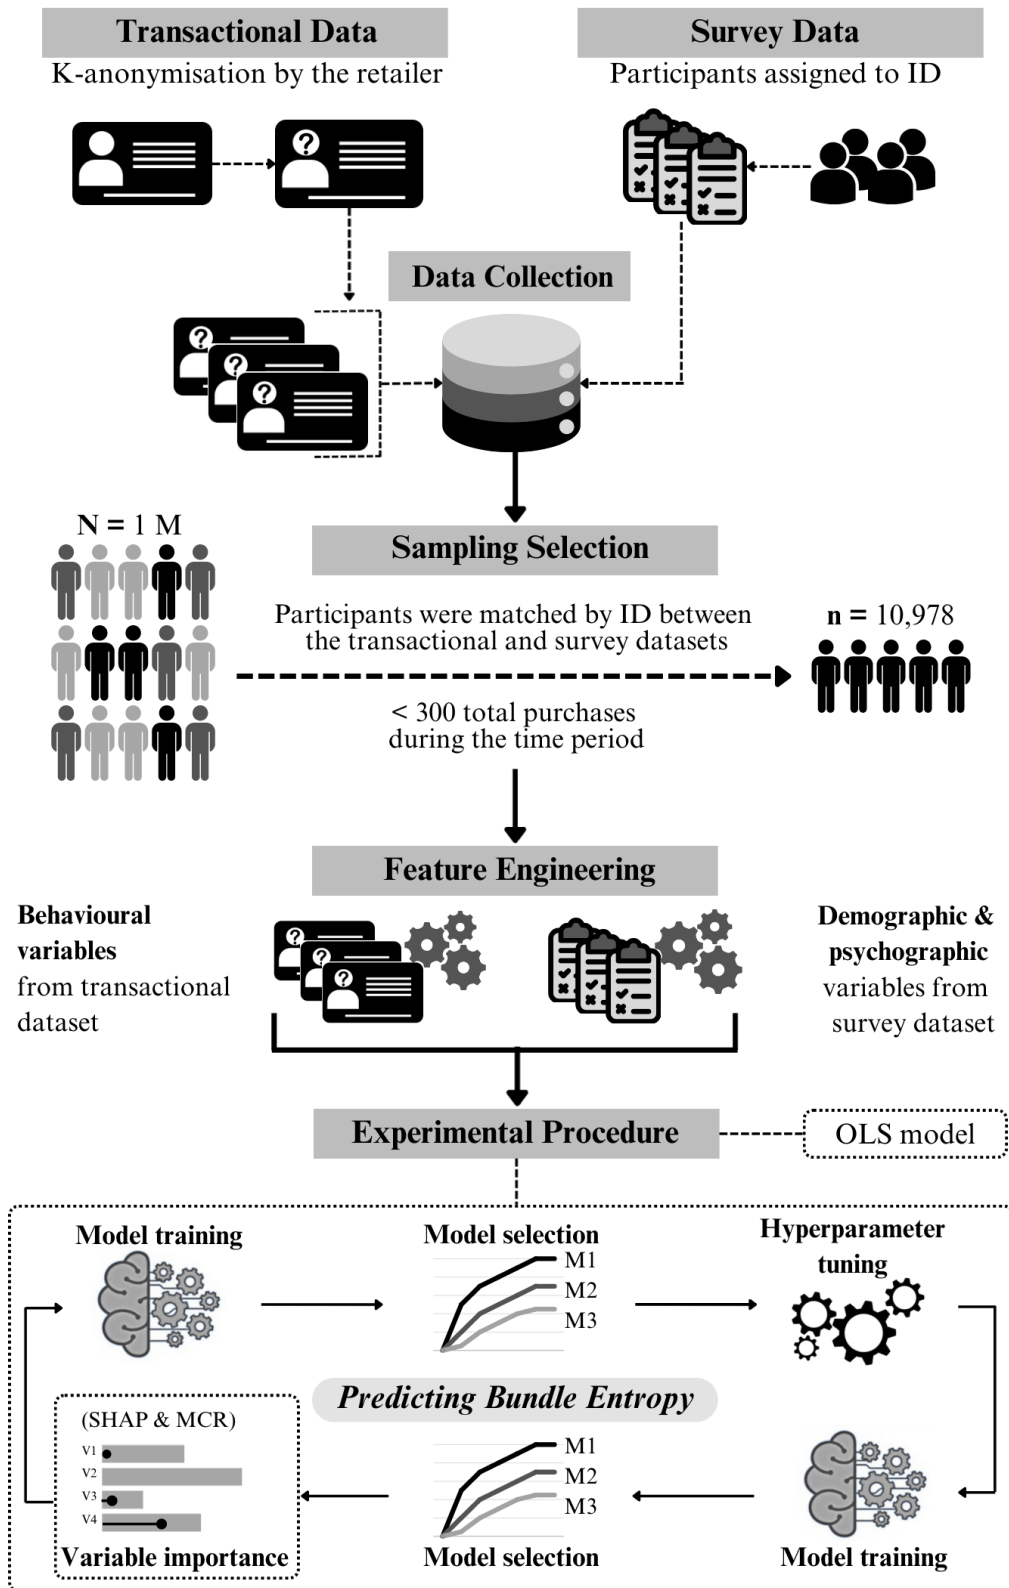 Transactional Data
K-anonymisation by the retailer
Survey Data
Participants assigned to ID
Data Collection
N = 1 M
Sampling Selection
Participants were matched by ID between
the transactional and survey datasets
n = 10,978
< 300 total purchases
during the time period
Feature Engineering
Behavioural
variables
from transactional
dataset
Demographic &
psychographic
variables from
survey dataset
Experimental Procedure
OLS model
Model training
Model selection
M1
M2
M3
Hyperparameter
tuning
Predicting Bundle Entropy
(SHAP & MCR)
V1
V2
V3
V4
Variable importance
M1
M2
M3
Model selection
Model training